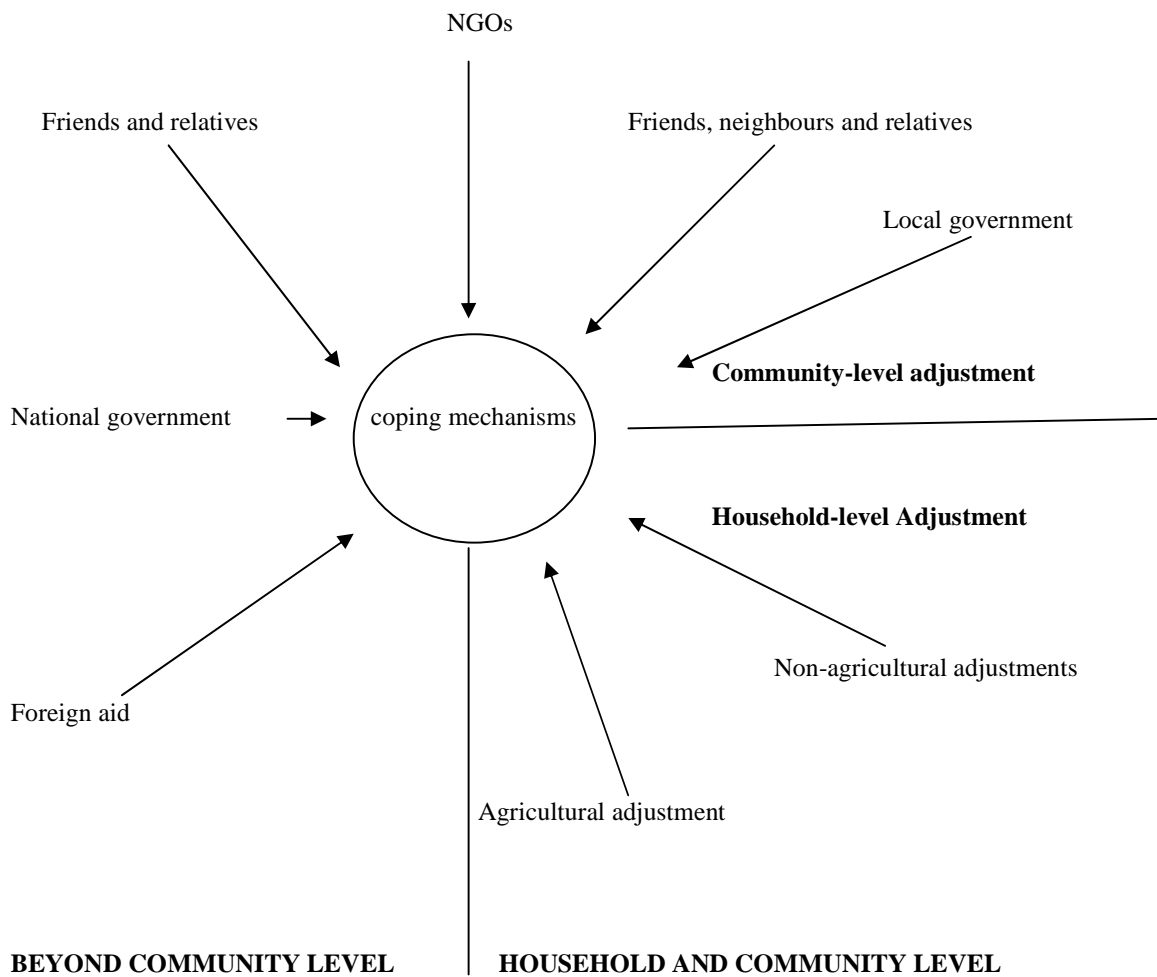 NGOs
Friends and relatives
Friends, neighbours and relatives
Local government
Community-level adjustment
National government
coping mechanisms
Household-level Adjustment
Non-agricultural adjustments
Foreign aid
Agricultural adjustment
BEYOND COMMUNITY LEVEL
HOUSEHOLD AND COMMUNITY LEVEL